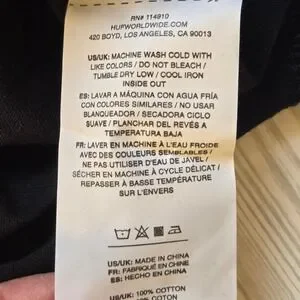 RN# 114910
HUFWORLDWIDE.COM
420 BOYD, LOS ANGELES, CA 90013
US/UK: MACHINE WASH COLD WITH
LIKE COLORS / DO NOT BLEACH /
TUMBLE DRY LOW / COOL IRON
INSIDE OUT
ES: LAVAR A MÁQUINA CON AGUA FRÍA
CON COLORES SIMILARES / NO USAR
BLANQUEADOR / SECADORA CICLO
SUAVE / PLANCHAR DEL REVÉS A
TEMPERATURA BAJA
FR: LAVER EN MACHINE À L'EAU FROIDE
AVEC DES COULEURS SEMBLABLES /
NE PAS UTILISER D'EAU DE JAVEL /
SÉCHER EN MACHINE À CYCLE DÉLICAT /
REPASSER À BASSE TEMPÉRATURE
SUR L'ENVERS
US/UK: MADE IN CHINA
FR: FABRIQUÉ EN CHINE
ES: HECHO EN CHINA
US/UK: 100% COTTON
100% COTON